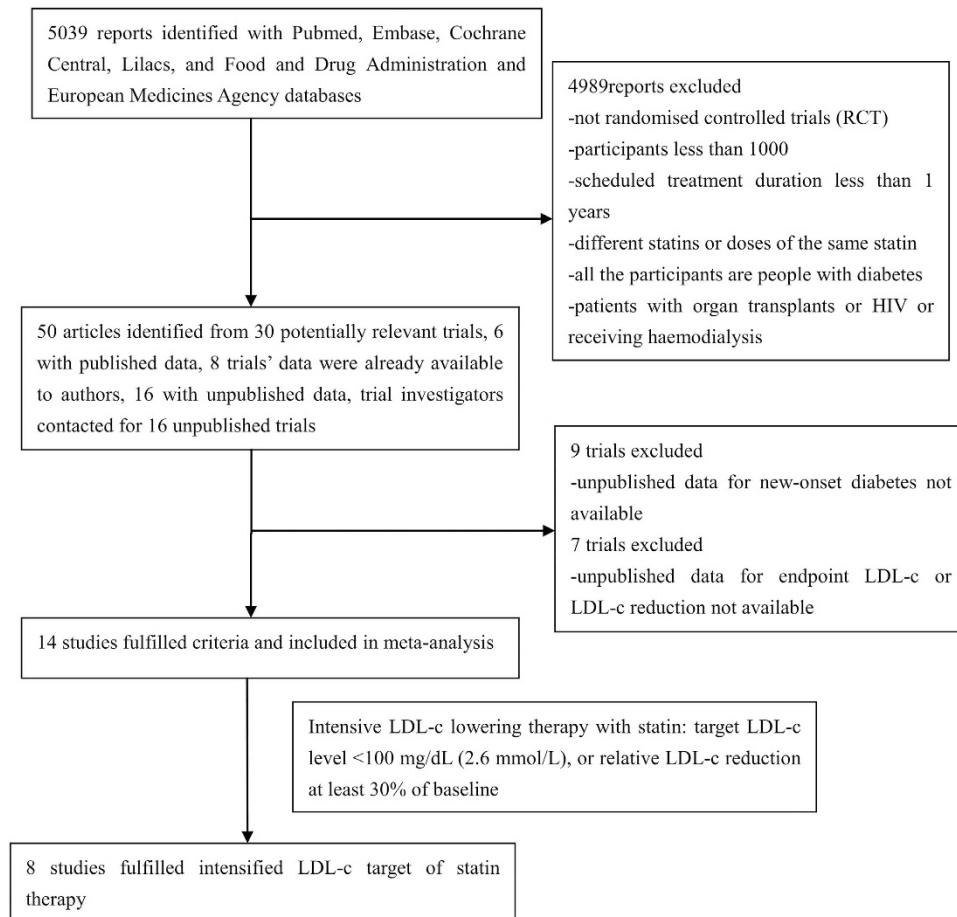 5039 reports identified with Pubmed, Embase, Cochrane
Central, Lilacs, and Food and Drug Administration and
European Medicines Agency databases
4989reports excluded
-not randomised controlled trials (RCT)
-participants less than 1000
-scheduled treatment duration less than 1
years
-different statins or doses of the same statin
-all the participants are people with diabetes
-patients with organ transplants or HIV or
receiving haemodialysis
50 articles identified from 30 potentially relevant trials, 6
with published data, 8 trials’ data were already available
to authors, 16 with unpublished data, trial investigators
contacted for 16 unpublished trials
9 trials excluded
-unpublished data for new-onset diabetes not
available
7 trials excluded
-unpublished data for endpoint LDL-c or
LDL-c reduction not available
14 studies fulfilled criteria and included in meta-analysis
Intensive LDL-c lowering therapy with statin: target LDL-c
level <100 mg/dL (2.6 mmol/L), or relative LDL-c reduction
at least 30% of baseline
8 studies fulfilled intensified LDL-c target of statin
therapy